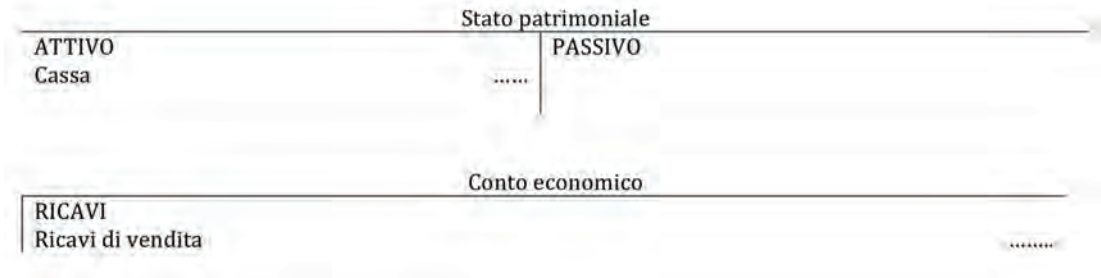 Stato patrimoniale
ATTIVO PASSIVO
Cassa ......
Conto economico
RICAVI
Ricavi di vendita ........